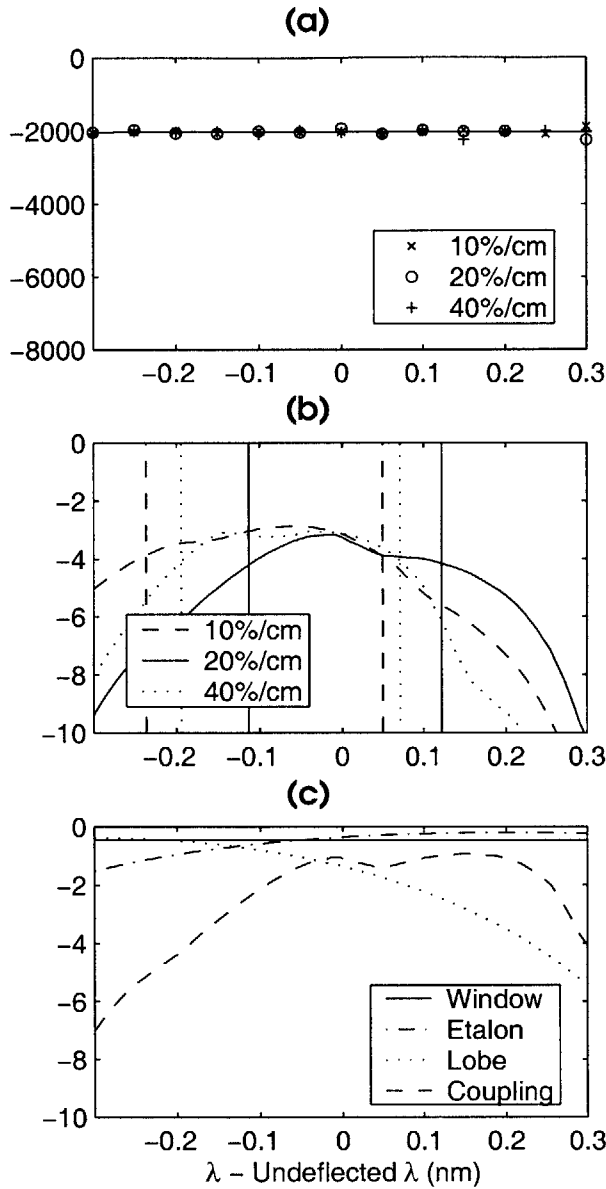 (a)
0
−2000
−4000
−6000
−8000
10%/cm
20%/cm
40%/cm
−0.2 −0.1 0 0.1 0.2 0.3
(b)
0
−2
−4
−6
−8
−10
10%/cm
20%/cm
40%/cm
−0.2 −0.1 0 0.1 0.2 0.3
(c)
0
−2
−4
−6
−8
−10
Window
Etalon
Lobe
Coupling
−0.2 −0.1 0 0.1 0.2 0.3
λ − Undeflected λ (nm)